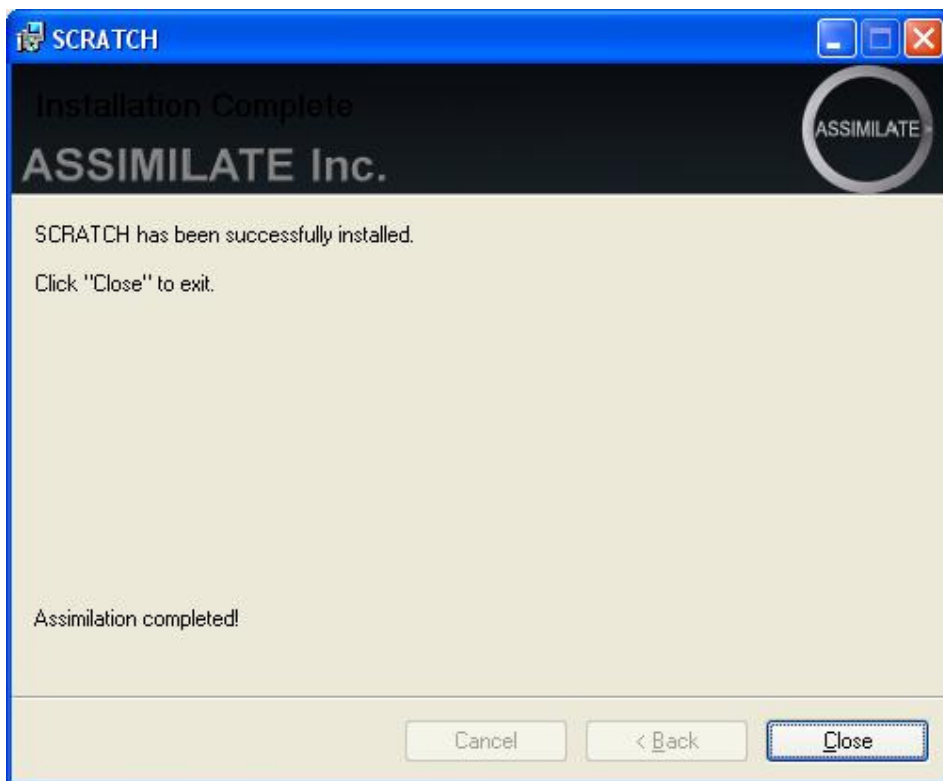 SCRATCH
Installation Complete
ASSIMILATE Inc.
ASSIMILATE
SCRATCH has been successfully installed.
Click "Close" to exit.
Assimilation completed!
Cancel
< Back
Close